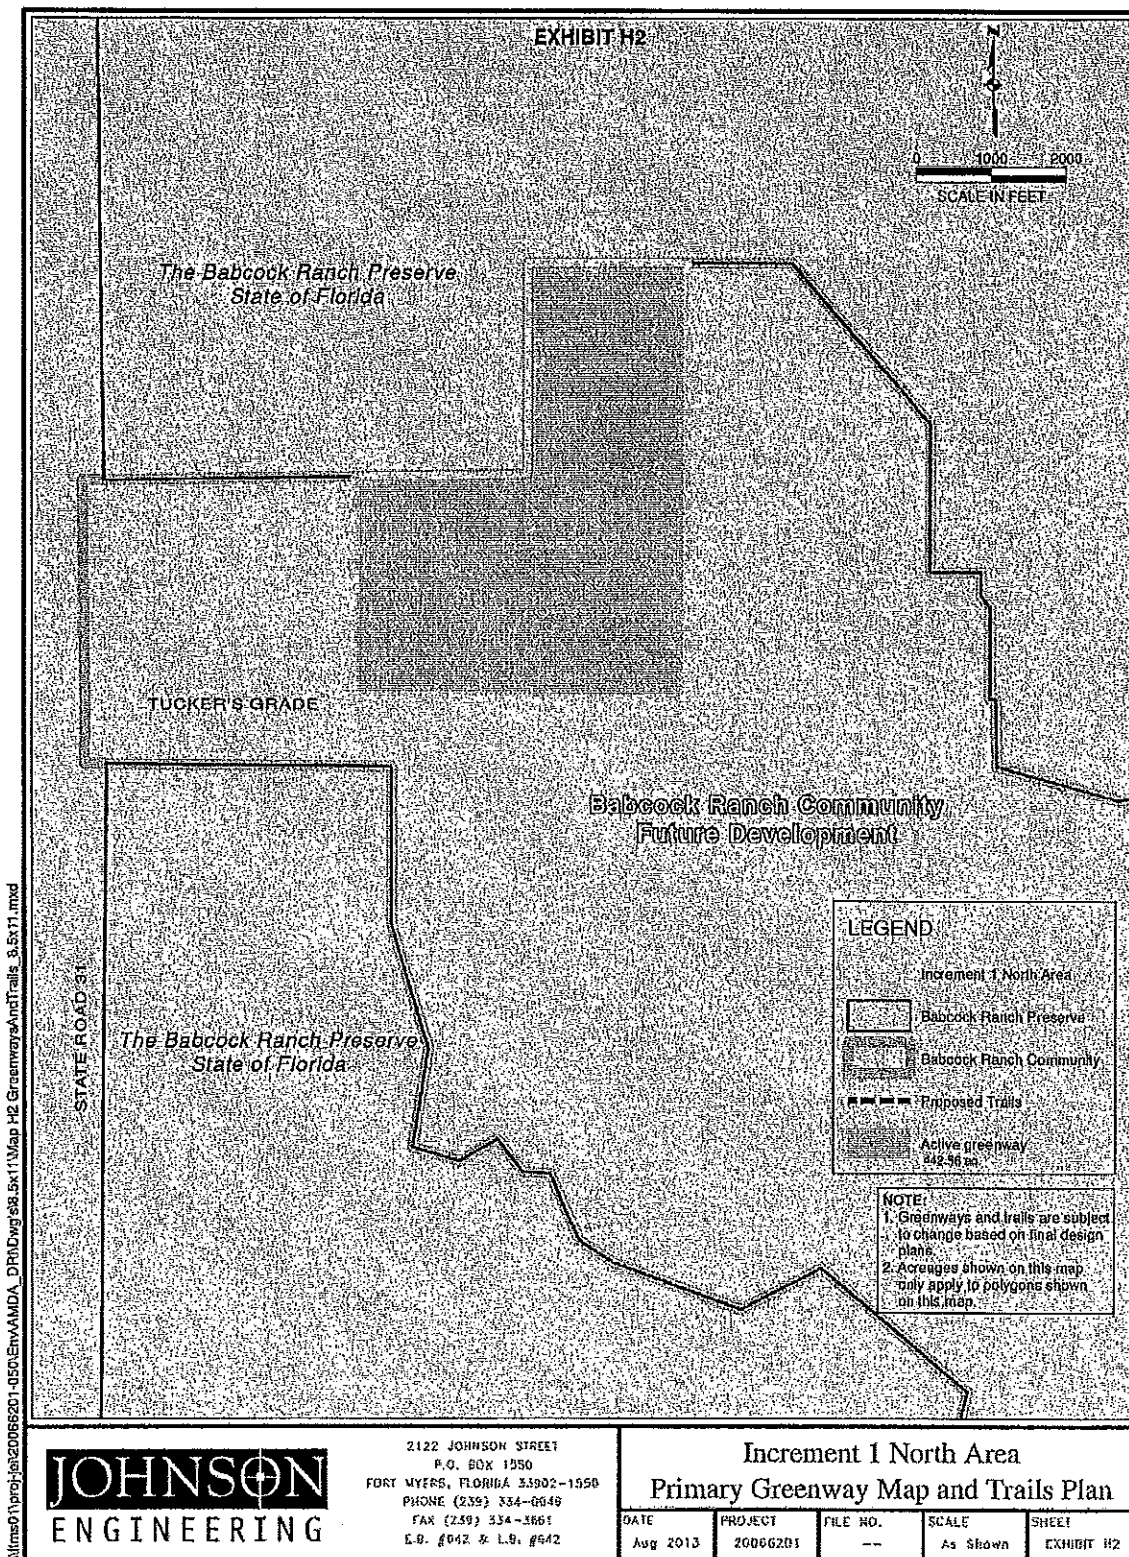 EXHIBIT H2
N
0 1000 2000
SCALE IN FEET
The Babcock Ranch Preserve
State of Florida
TUCKER'S GRADE
Babcock Ranch Community
Future Development
STATE ROAD 31
The Babcock Ranch Preserve
State of Florida
LEGEND
Increment 1 North Area
Babcock Ranch Preserve
Babcock Ranch Community
Proposed Trails
Active greenway
442.56 ac
NOTE:
1. Greenways and trails are subject
to change based on final design
plans.
2. Acreages shown on this map
only apply to polygons shown
on this map.
JOHNSON
ENGINEERING
2122 JOHNSON STREET
P.O. BOX 1550
FORT MYERS, FLORIDA 33902-1550
PHONE (239) 334-0046
FAX (239) 334-3661
E.B. #642 & L.B. #642
Increment 1 North Area
Primary Greenway Map and Trails Plan
DATE PROJECT FILE NO. SCALE SHEET
Aug 2013 20066201 -- As Shown EXHIBIT H2